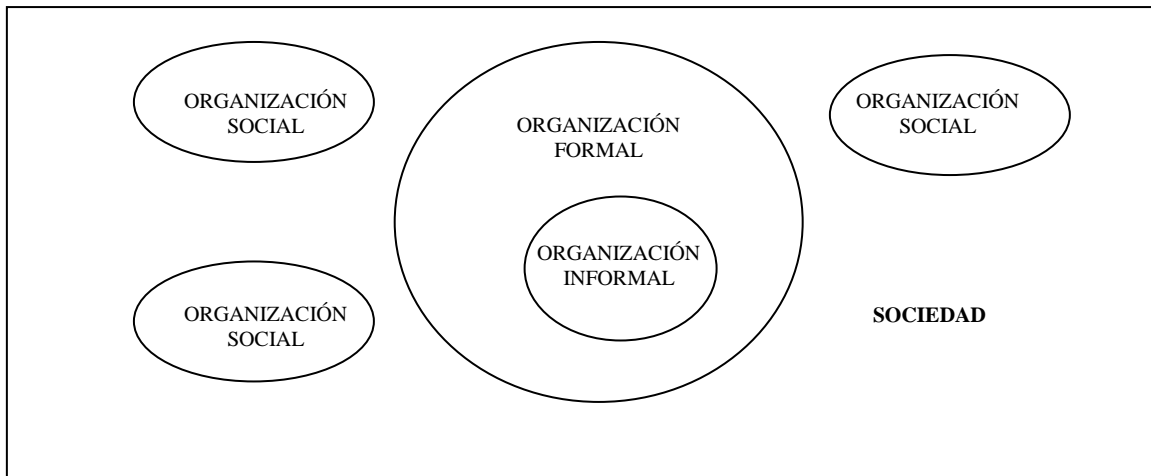 ORGANIZACIÓN
SOCIAL
ORGANIZACIÓN
FORMAL
ORGANIZACIÓN
SOCIAL
ORGANIZACIÓN
INFORMAL
ORGANIZACIÓN
SOCIAL
SOCIEDAD